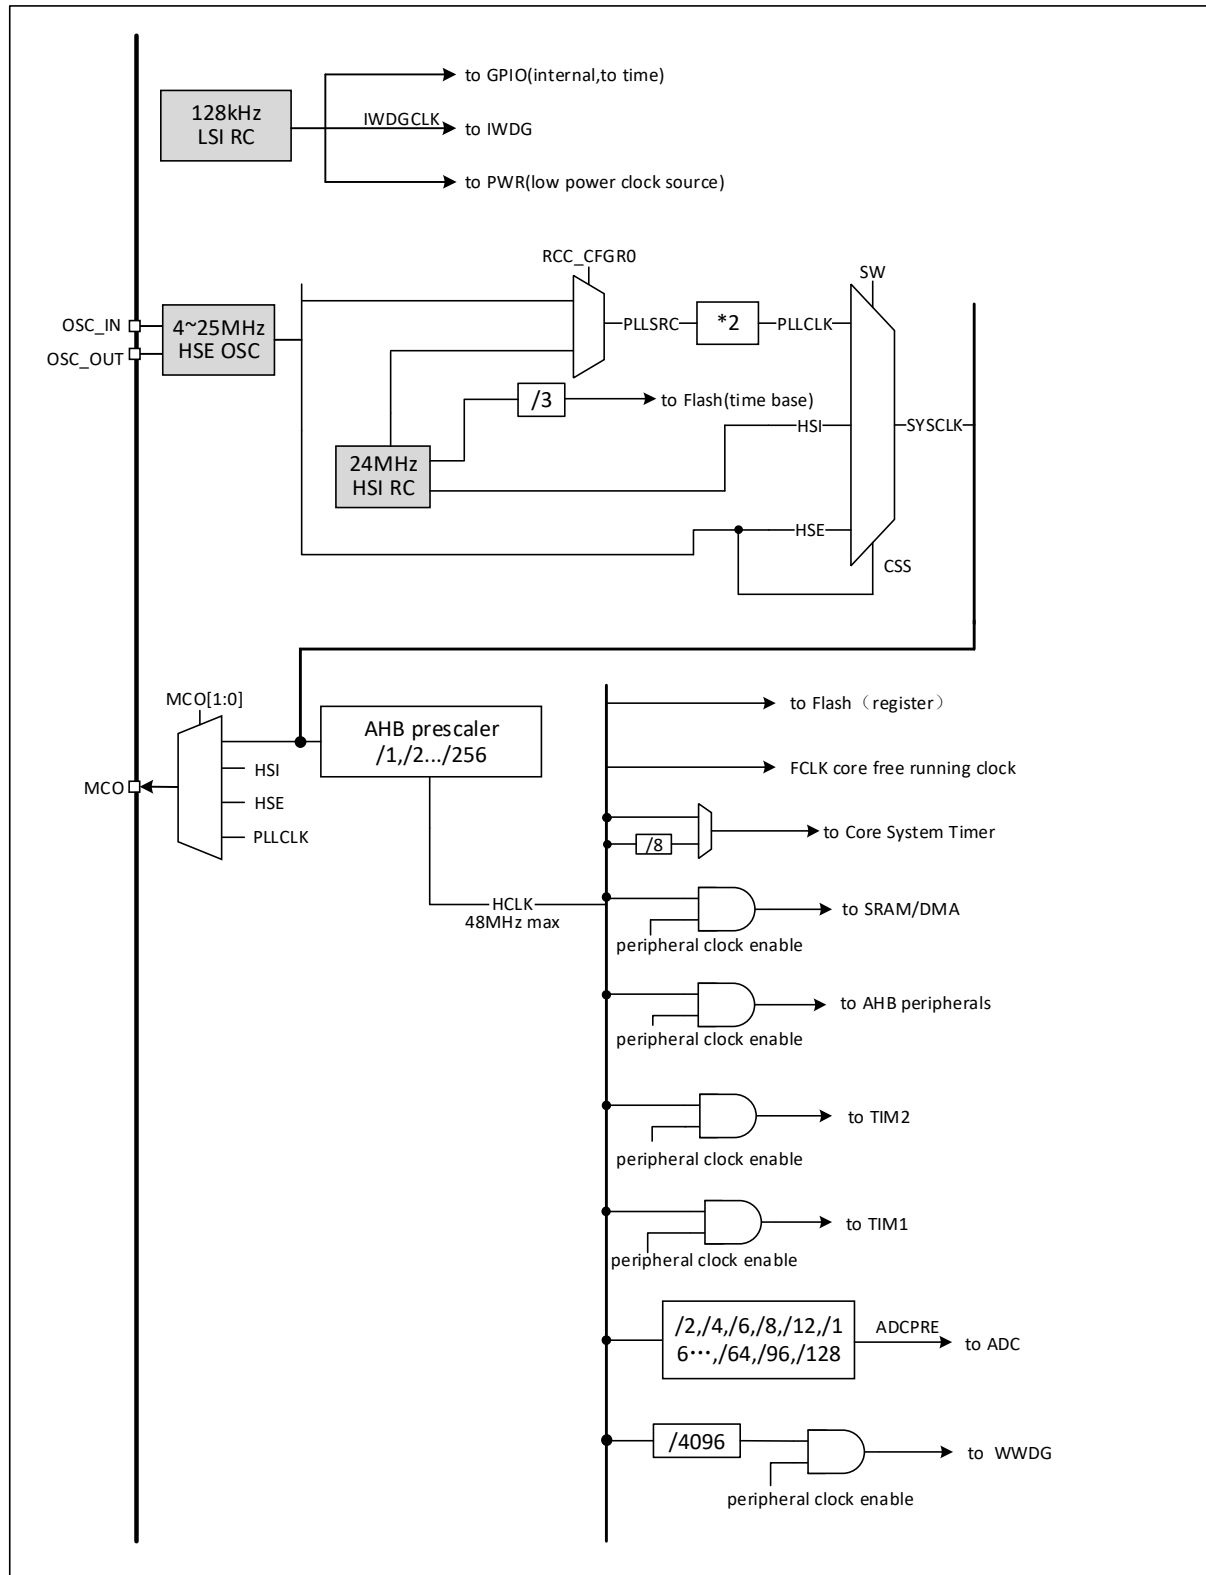 to GPIO(internal,to time)
128kHz
LSI RC
IWDGCLK
to IWDG
to PWR(low power clock source)
RCC_CFGR0
SW
OSC_IN
OSC_OUT
4~25MHz
HSE OSC
PLLSRC
*2
PLLCLK
/3
to Flash(time base)
HSI
SYSCLK
24MHz
HSI RC
HSE
CSS
MCO[1:0]
AHB prescaler
/1,/2.../256
HSI
MCO
HSE
PLLCLK
to Flash（register）
FCLK core free running clock
/8
to Core System Timer
HCLK
48MHz max
to SRAM/DMA
peripheral clock enable
to AHB peripherals
peripheral clock enable
to TIM2
peripheral clock enable
to TIM1
peripheral clock enable
/2,/4,/6,/8,/12,/1
6···,/64,/96,/128
ADCPRE
to ADC
/4096
to WWDG
peripheral clock enable